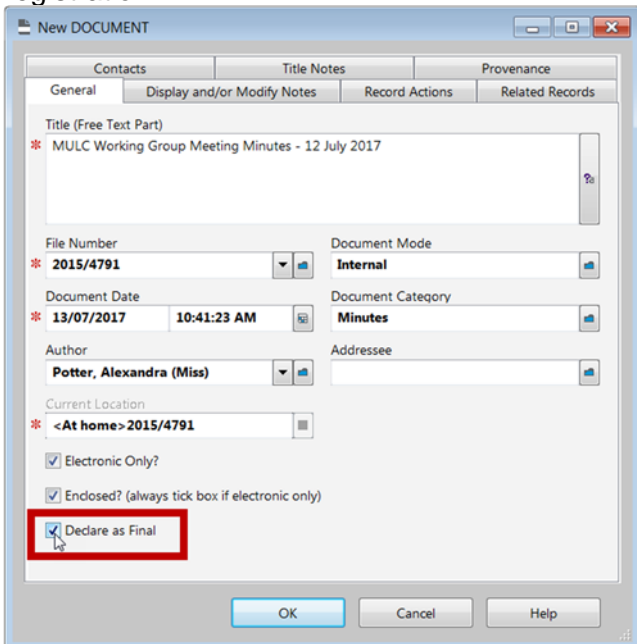 New DOCUMENT
Contacts Title Notes Provenance
General Display and/or Modify Notes Record Actions Related Records
Title (Free Text Part)
* MULC Working Group Meeting Minutes - 12 July 2017
File Number Document Mode
* 2015/4791 Internal
Document Date Document Category
* 13/07/2017 10:41:23 AM Minutes
Author Addressee
Potter, Alexandra (Miss)
Current Location
* <At home>2015/4791
Electronic Only?
Enclosed? (always tick box if electronic only)
Declare as Final
OK Cancel Help